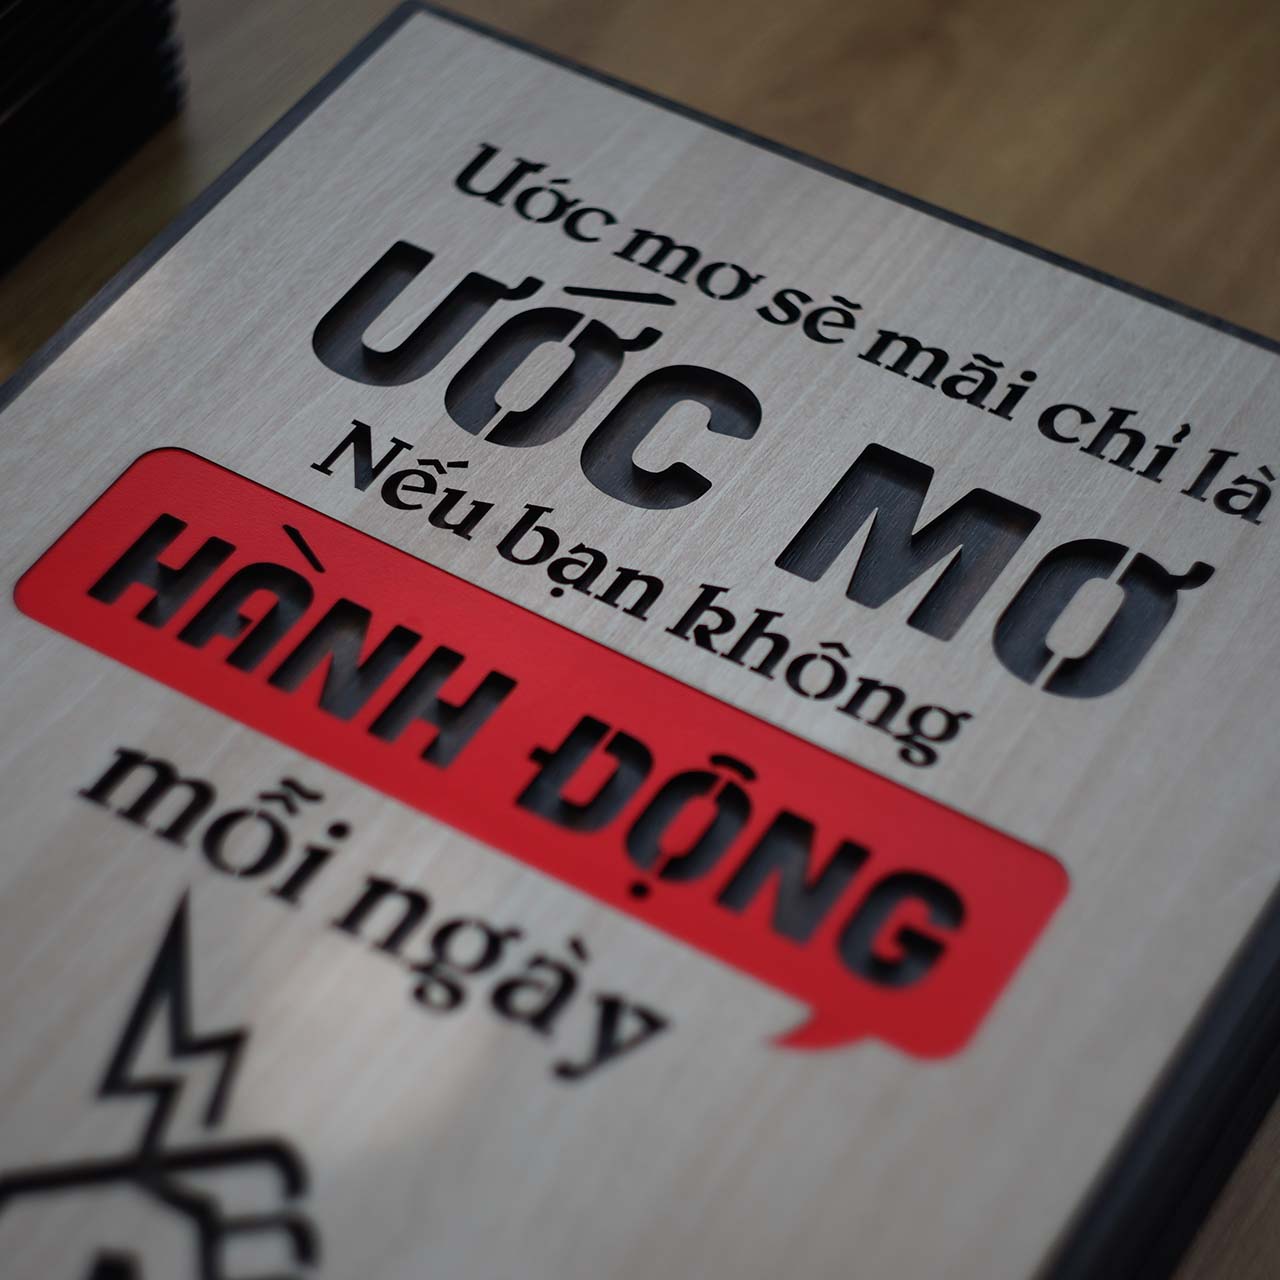 Ước mơ sẽ mãi chỉ là
ƯỚC MƠ
Nếu bạn không
HÀNH ĐỘNG
mỗi ngày